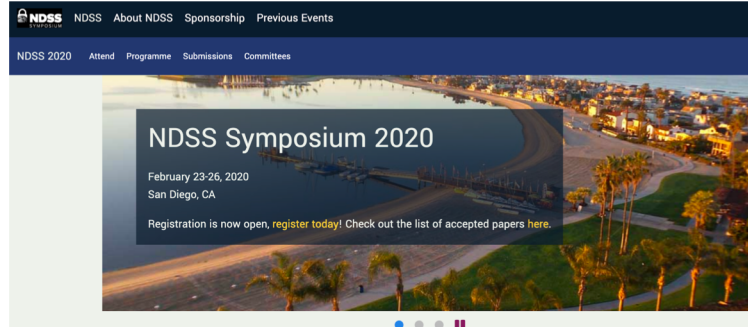 NDSS
SYMPOSIUM
NDSS About NDSS Sponsorship Previous Events
NDSS 2020 Attend Programme Submissions Committees
NDSS Symposium 2020
February 23-26, 2020
San Diego, CA
Registration is now open, register today! Check out the list of accepted papers here.